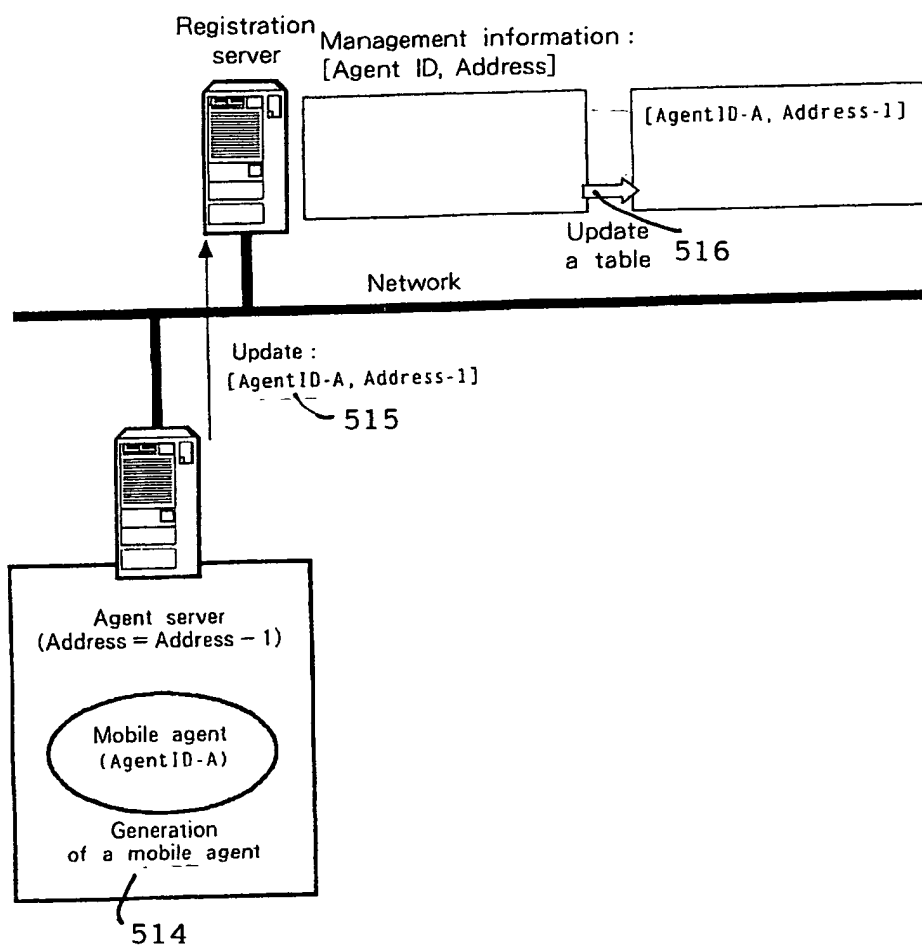 Registration
server
Management information :
[Agent ID, Address]
[AgentID-A, Address-1]
Update
a table
516
Network
Update :
[AgentID-A, Address-1]
515
Agent server
(Address = Address − 1)
Mobile agent
(AgentID-A)
Generation
of a mobile agent
514